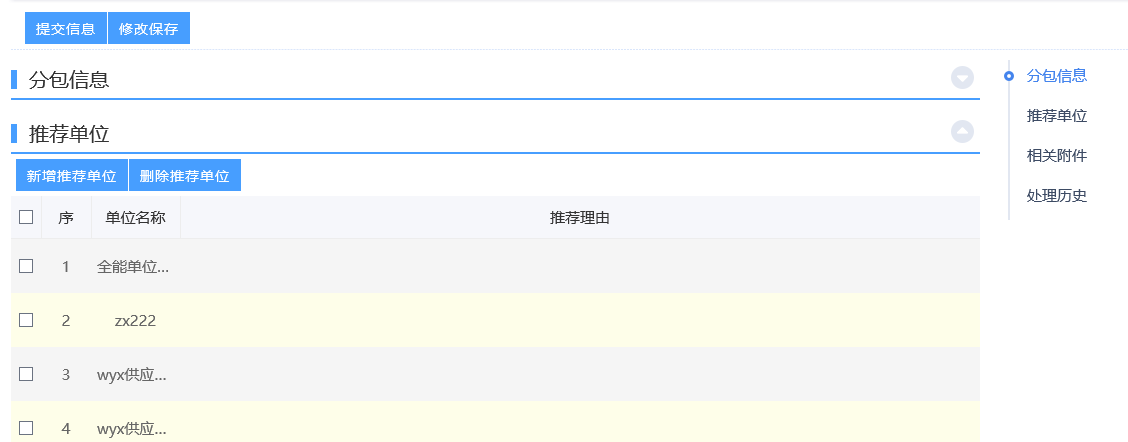 提交信息 修改保存
分包信息
推荐单位
新增推荐单位 删除推荐单位
序 单位名称 推荐理由
1 全能单位...
2 zx222
3 wyx供应...
4 wyx供应...
分包信息
推荐单位
相关附件
处理历史